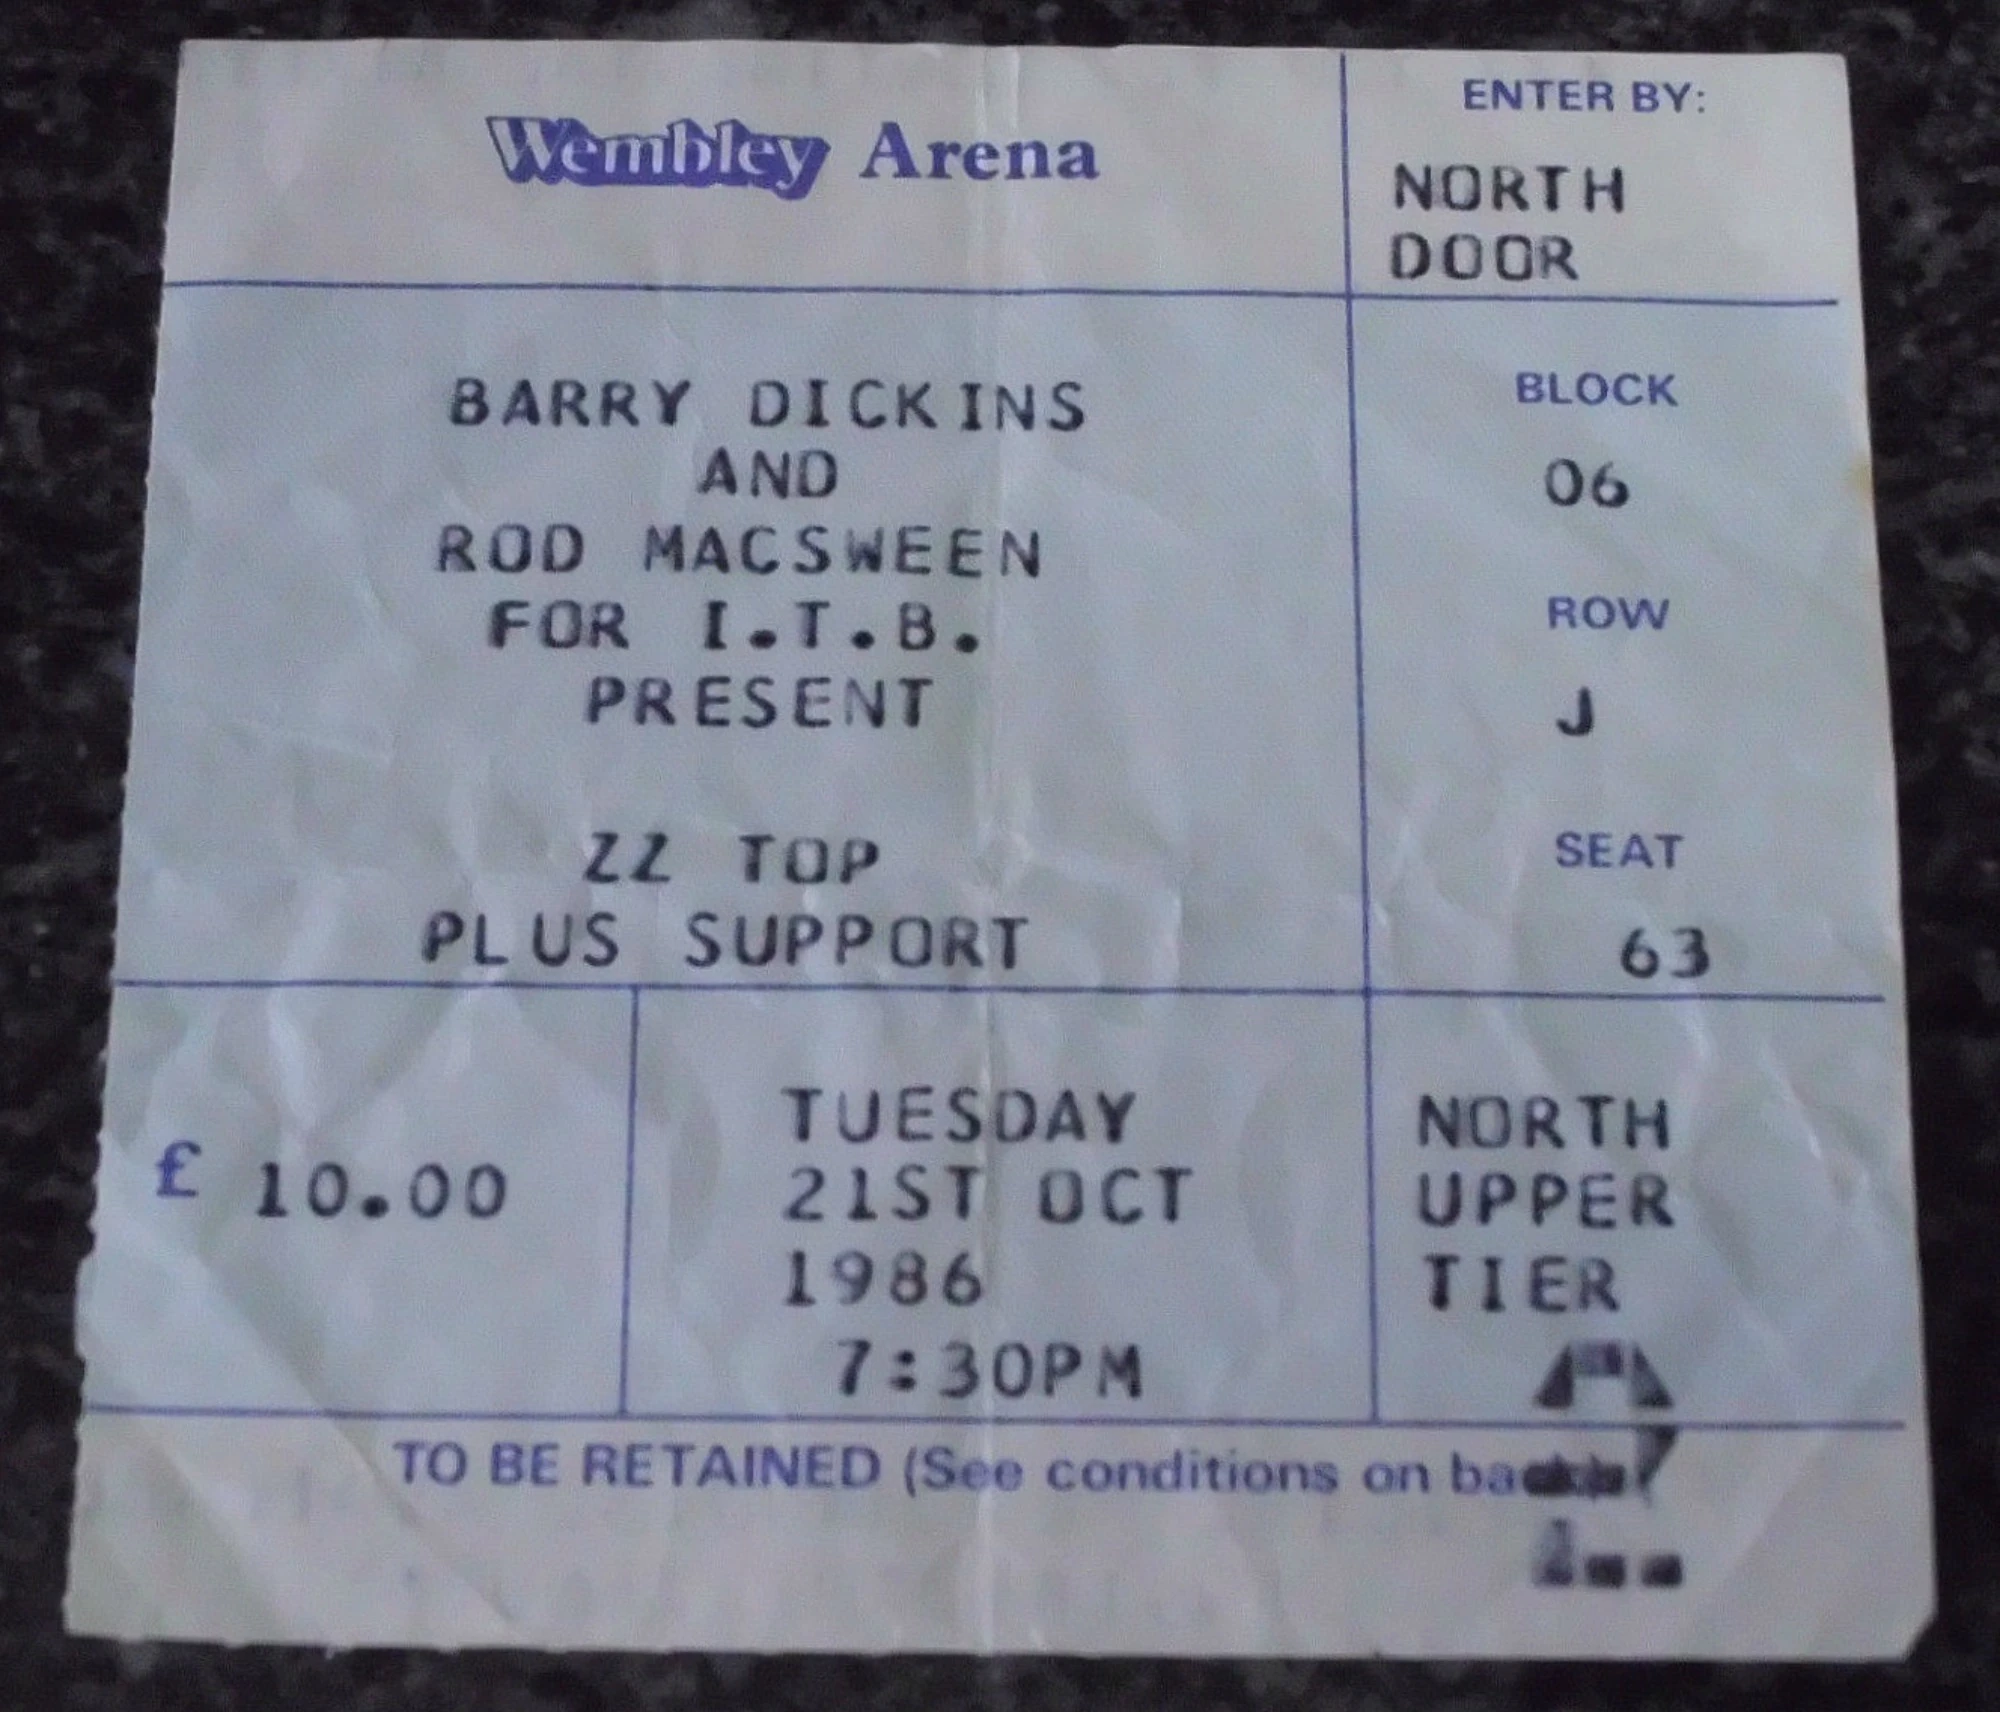 Wembley Arena
ENTER BY:
NORTH
DOOR
BARRY DICKINS
AND
ROD MACSWEEN
FOR I.T.B.
PRESENT
ZZ TOP
PLUS SUPPORT
BLOCK
06
ROW
J
SEAT
63
£ 10.00
TUESDAY
21ST OCT
1986
7:30PM
NORTH
UPPER
TIER
TO BE RETAINED (See conditions on